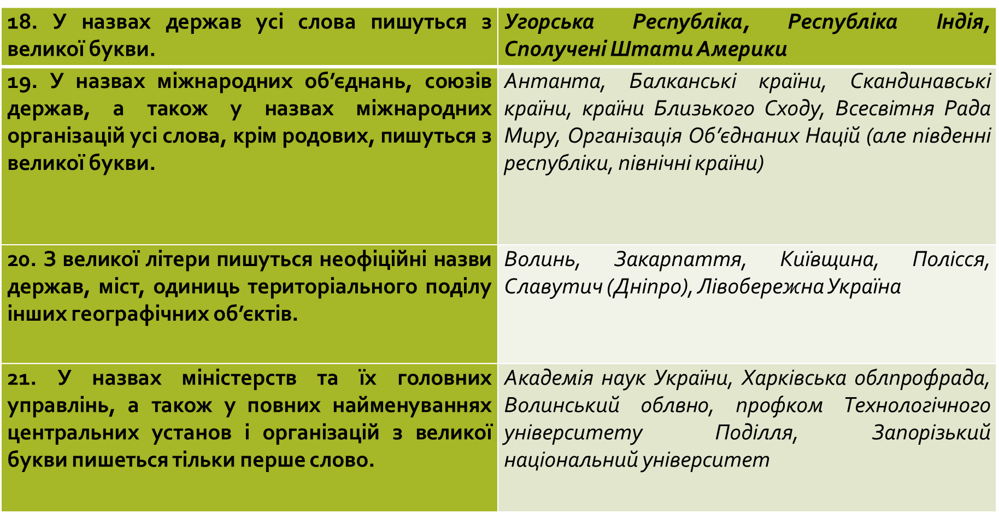 18. У назвах держав усі слова пишуться з
великої букви.
Угорська Республіка, Республіка Індія,
Сполучені Штати Америки
19. У назвах міжнародних об’єднань, союзів
держав, а також у назвах міжнародних
організацій усі слова, крім родових, пишуться з
великої букви.
Антанта, Балканські країни, Скандинавські
країни, країни Близького Сходу, Всесвітня Рада
Миру, Організація Об’єднаних Націй (але південні
республіки, північні країни)
20. З великої літери пишуться неофіційні назви
держав, міст, одиниць територіального поділу
інших географічних об’єктів.
Волинь, Закарпаття, Київщина, Полісся,
Славутич (Дніпро), Лівобережна Україна
21. У назвах міністерств та їх головних
управлінь, а також у повних найменуваннях
центральних установ і організацій з великої
букви пишеться тільки перше слово.
Академія наук України, Харківська облпрофрада,
Волинський облвно, профком Технологічного
університету Поділля, Запорізький
національний університет